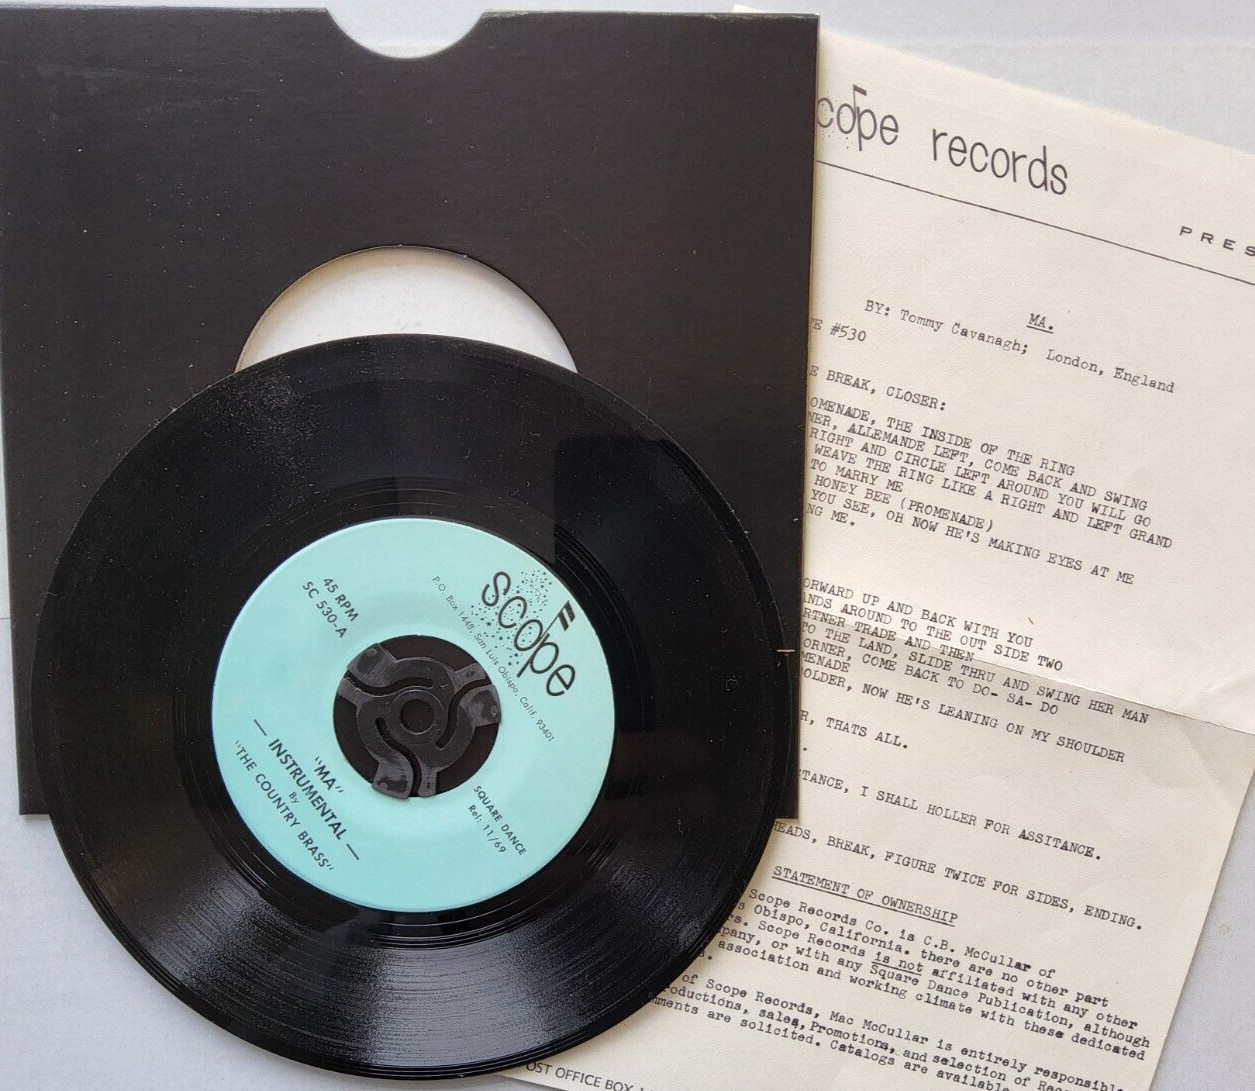 scope
P.O. Box 1448, San Luis Obispo, Calif. 93401
45 RPM
SC 530-A
SQUARE DANCE
Rel: 11/69
"MA"
— INSTRUMENTAL —
By
"THE COUNTRY BRASS"
scope records
PRES
MA.
BY: Tommy Cavanagh; London, England
#530
BREAK, CLOSER:
OMENADE, THE INSIDE OF THE RING
NER, ALLEMANDE LEFT, COME BACK AND SWING
RIGHT AND CIRCLE LEFT AROUND YOU WILL GO
WEAVE THE RING LIKE A RIGHT AND LEFT GRAND
TO MARRY ME
HONEY BEE (PROMENADE)
YOU SEE, OH NOW HE'S MAKING EYES AT ME
NG ME.
ORWARD UP AND BACK WITH YOU
NDS AROUND TO THE OUT SIDE TWO
RTNER TRADE AND THEN
TO THE LAND, SLIDE THRU AND SWING HER MAN
ORNER, COME BACK TO DO- SA- DO
MENADE
OLDER, NOW HE'S LEANING ON MY SHOULDER
R, THATS ALL.
TANCE, I SHALL HOLLER FOR ASSITANCE.
HEADS, BREAK, FIGURE TWICE FOR SIDES, ENDING.
STATEMENT OF OWNERSHIP
Scope Records Co. is C.B. McCullar of
s Obispo, California. there are no other part
rs. Scope Records is not affiliated with any other
pany, or with any Square Dance Publication, although
association and working climate with these dedicated
s.
of Scope Records, Mac McCullar is entirely responsible
roductions, sales, Promotions, and selection of Rec
mments are solicited. Catalogs are available
OST OFFICE BOX 1